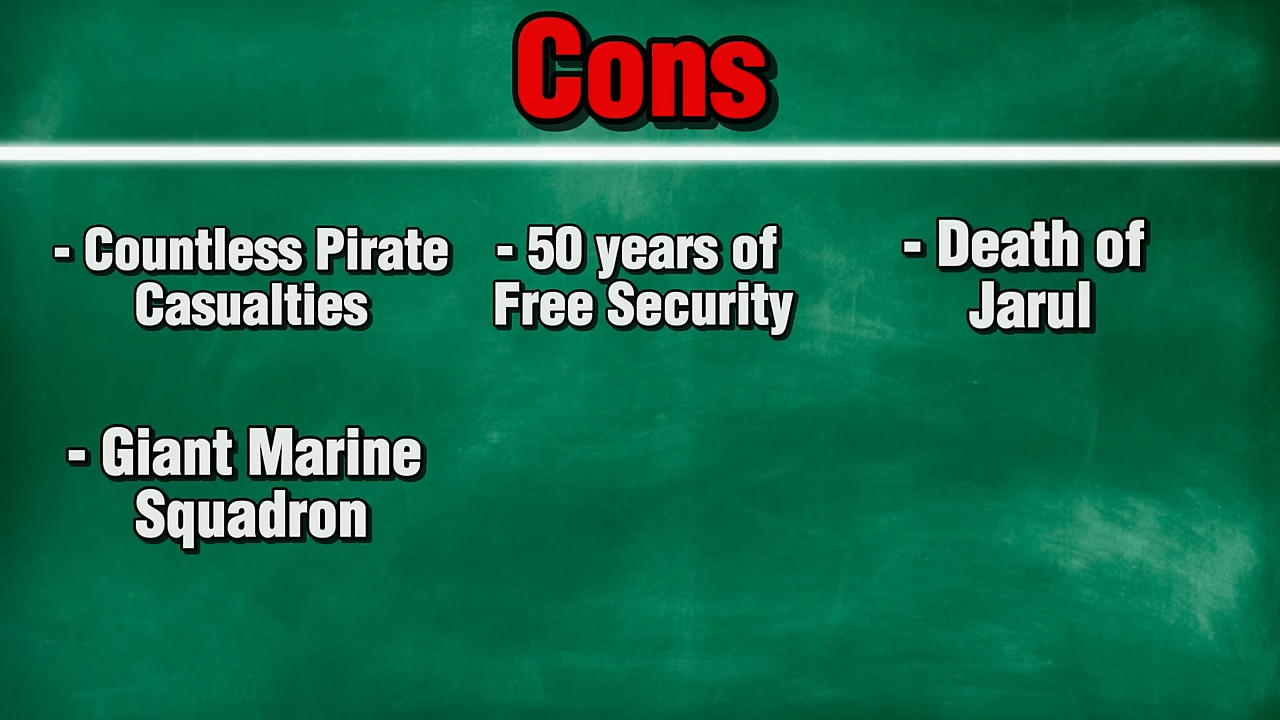 Cons
- Countless Pirate
Casualties
- 50 years of
Free Security
- Death of
Jarul
- Giant Marine
Squadron